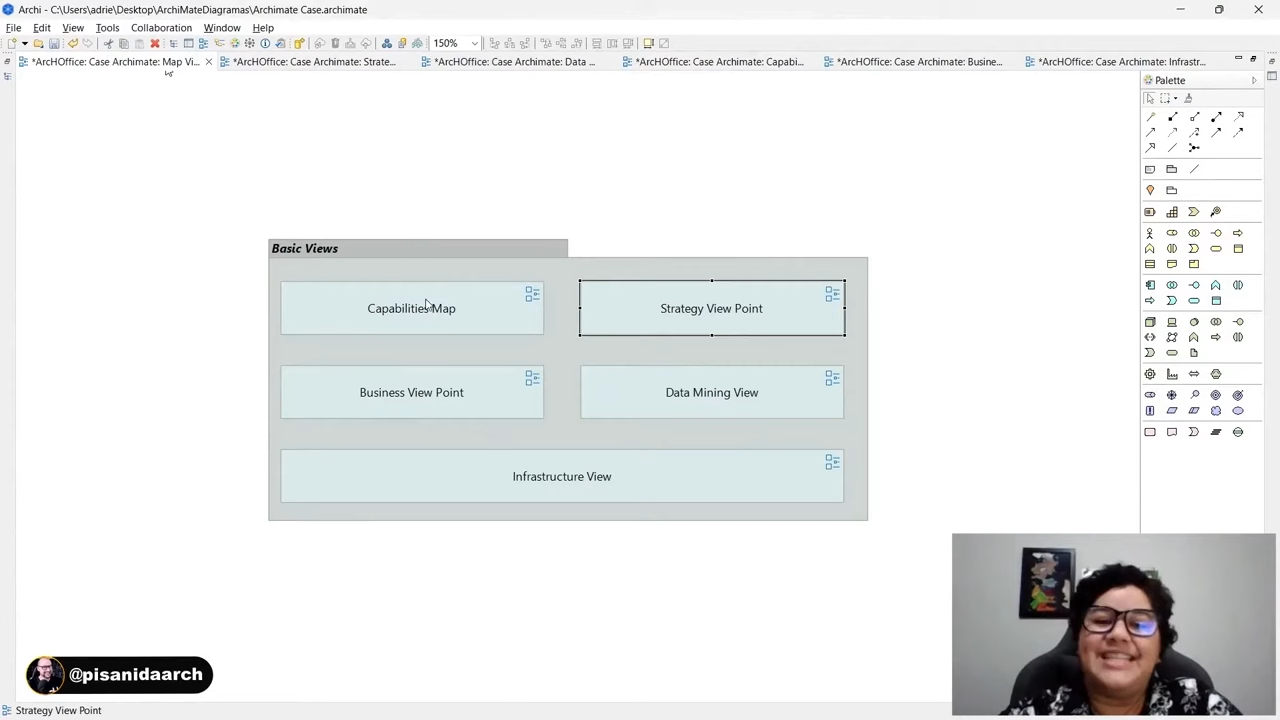 Archi - C:\Users\adrie\Desktop\ArchiMateDiagramas\Archimate Case.archimate
File Edit View Tools Collaboration Window Help
150%
*ArcHOffice: Case Archimate: Map Vi... *ArcHOffice: Case Archimate: Strate... *ArcHOffice: Case Archimate: Data ... *ArcHOffice: Case Archimate: Capabi... *ArcHOffice: Case Archimate: Busine... *ArcHOffice: Case Archimate: Infrastr...
Palette
Basic Views
Capabilities Map
Strategy View Point
Business View Point
Data Mining View
Infrastructure View
@pisanidaarch
Strategy View Point